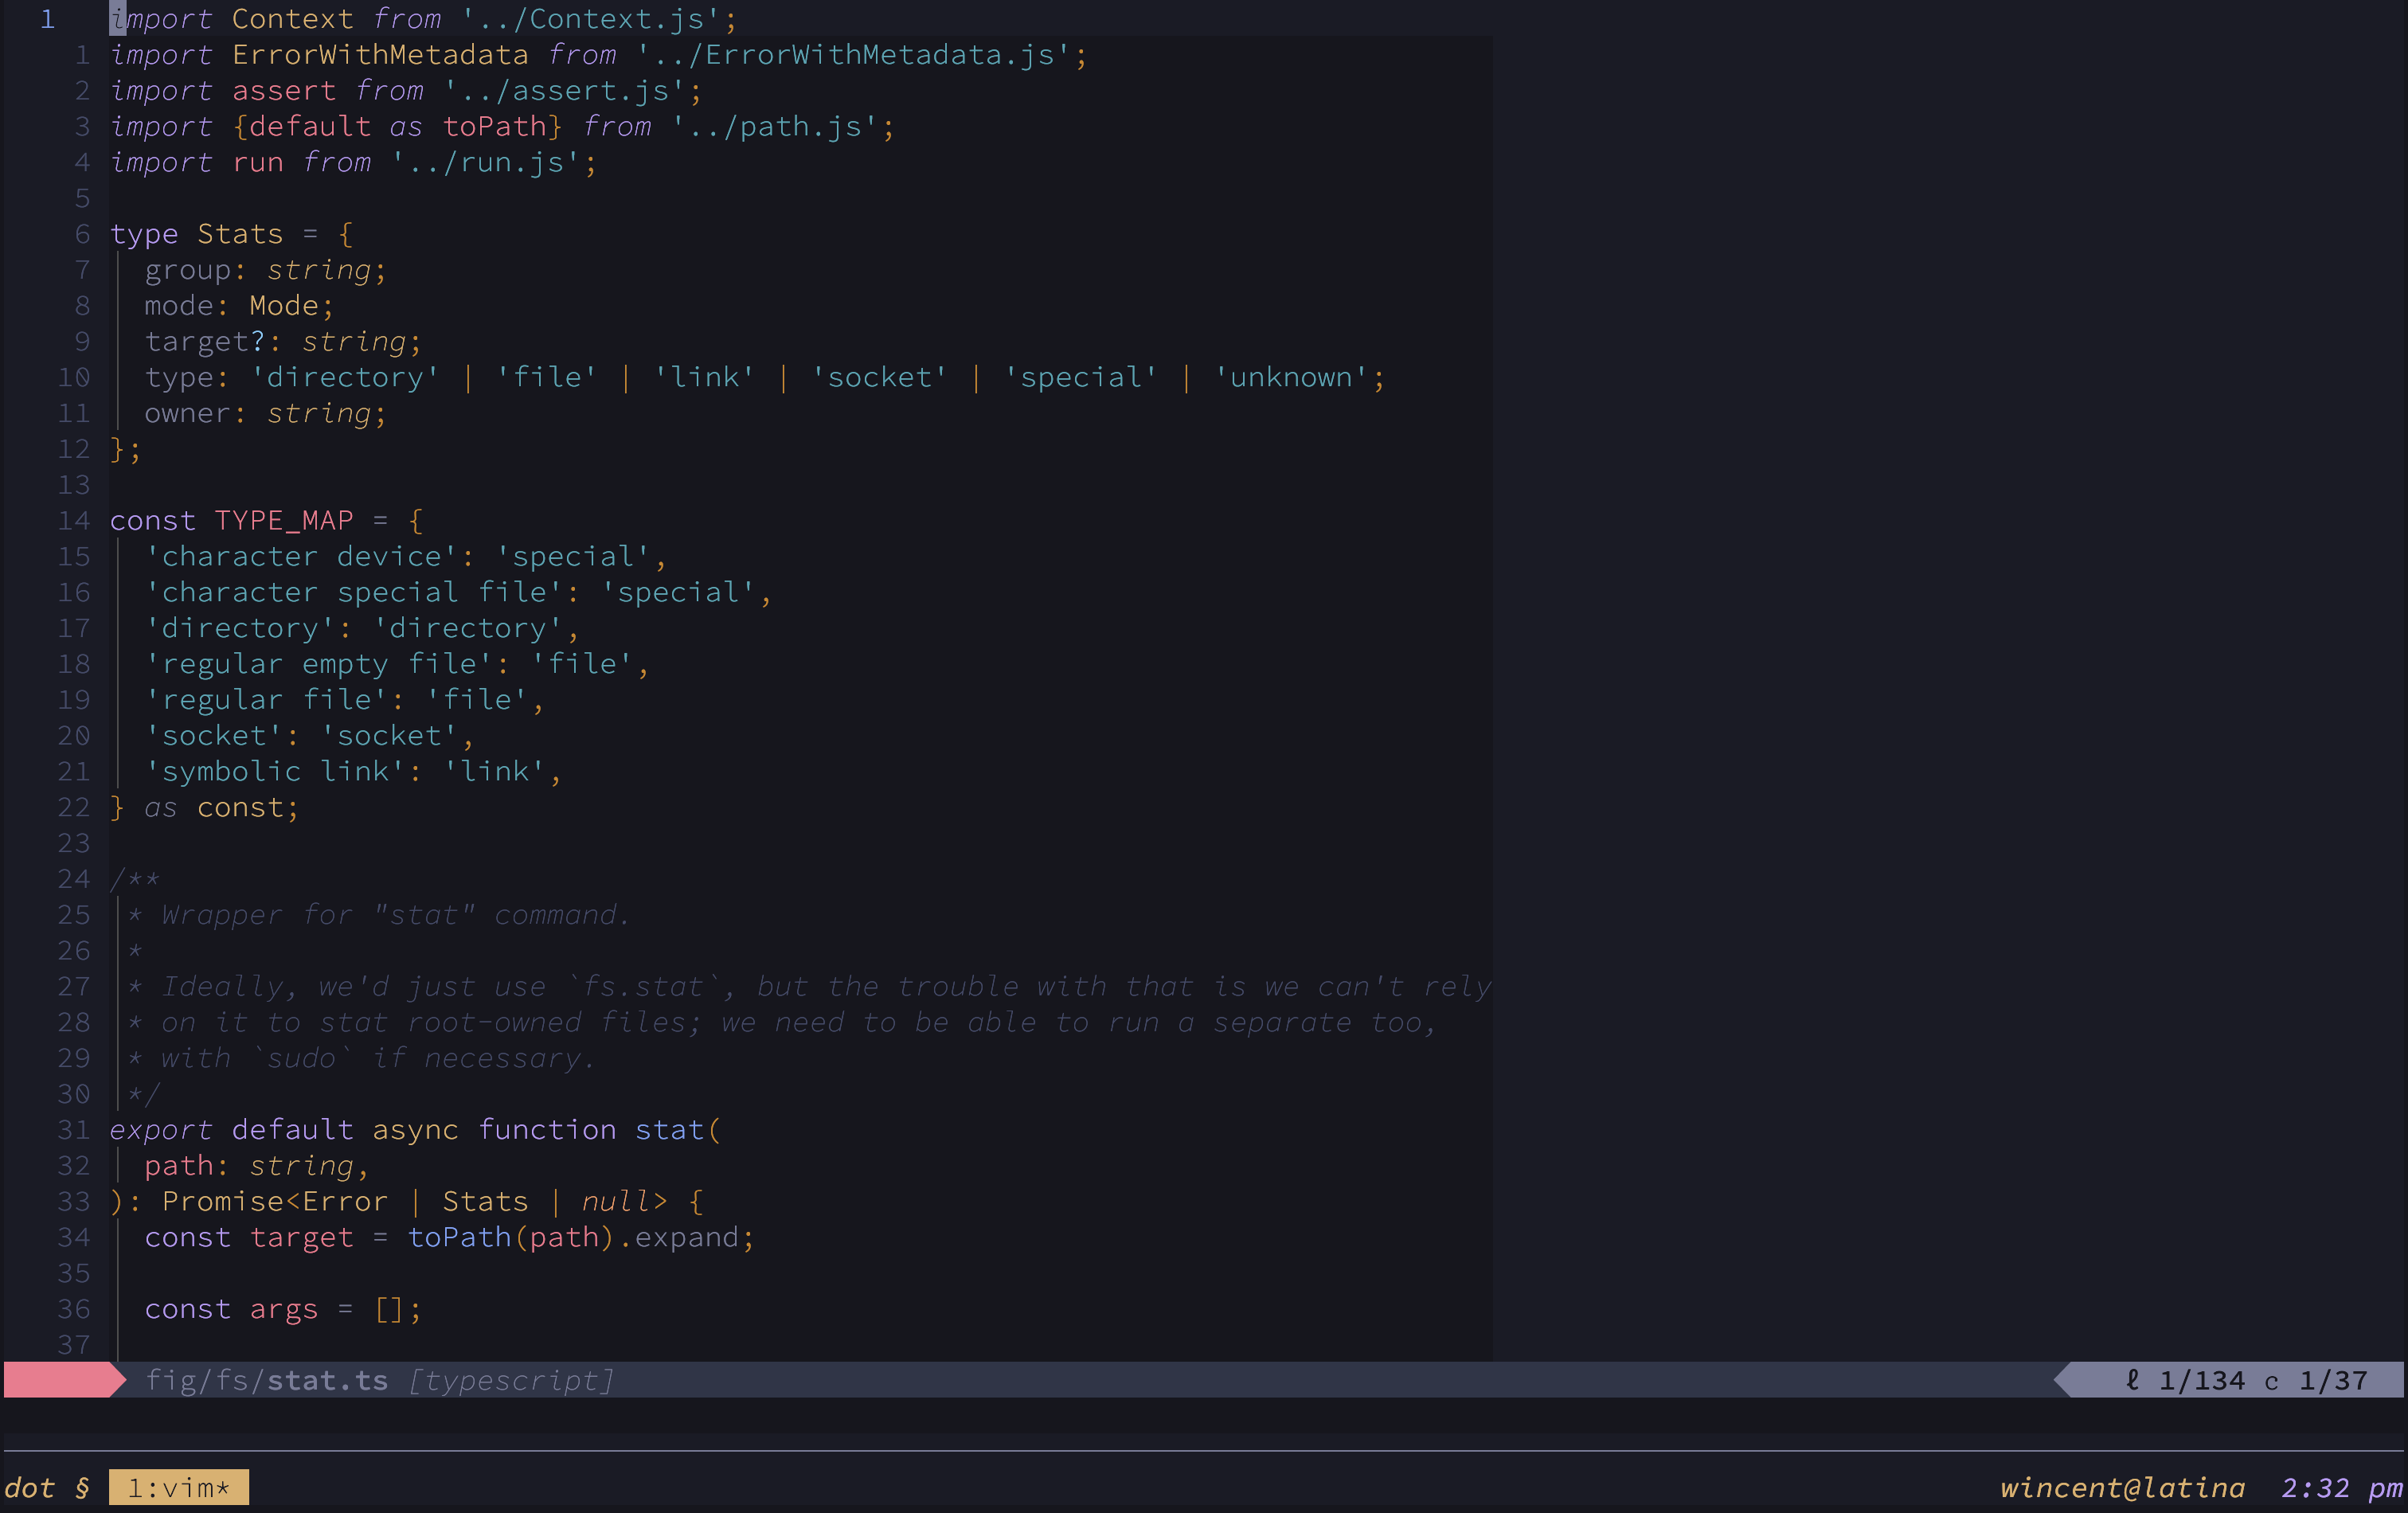 1 import Context from '../Context.js';
1 import ErrorWithMetadata from '../ErrorWithMetadata.js';
2 import assert from '../assert.js';
3 import {default as toPath} from '../path.js';
4 import run from '../run.js';
5
6 type Stats = {
7   group: string;
8   mode: Mode;
9   target?: string;
10   type: 'directory' | 'file' | 'link' | 'socket' | 'special' | 'unknown';
11   owner: string;
12 };
13
14 const TYPE_MAP = {
15   'character device': 'special',
16   'character special file': 'special',
17   'directory': 'directory',
18   'regular empty file': 'file',
19   'regular file': 'file',
20   'socket': 'socket',
21   'symbolic link': 'link',
22 } as const;
23
24 /**
25  * Wrapper for "stat" command.
26  *
27  * Ideally, we'd just use `fs.stat`, but the trouble with that is we can't rely
28  * on it to stat root-owned files; we need to be able to run a separate too,
29  * with `sudo` if necessary.
30  */
31 export default async function stat(
32   path: string,
33 ): Promise<Error | Stats | null> {
34   const target = toPath(path).expand;
35
36   const args = [];
37
fig/fs/stat.ts [typescript] ℓ 1/134 c 1/37
dot § 1:vim* wincent@latina 2:32 pm